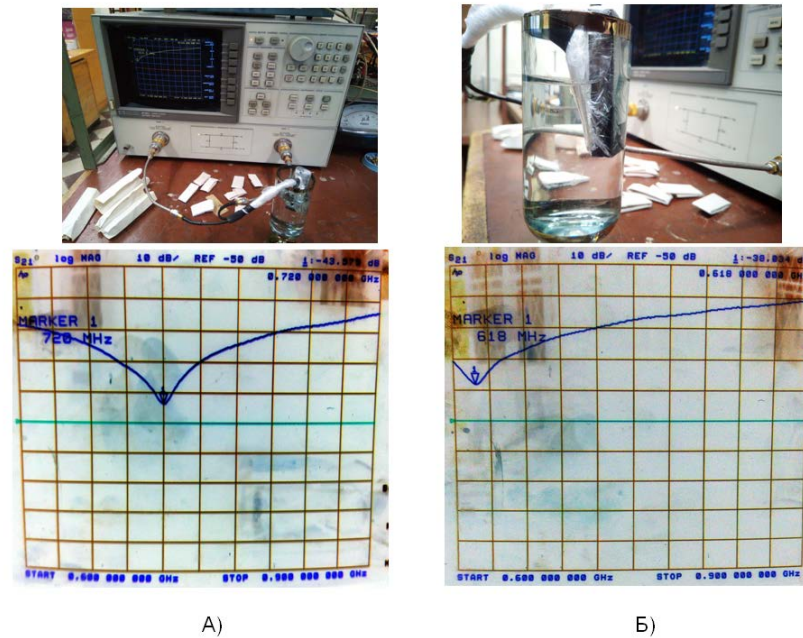 S21 log MAG 10 dB/ REF -50 dB 1:-43.579 dB
0.720 000 000 GHz
Ap
MARKER 1
720 MHz
START 0.600 000 000 GHz STOP 0.900 000 000 GHz
А)
S21 log MAG 10 dB/ REF -50 dB 1:-38.034 dB
0.618 000 000 GHz
Ap
MARKER 1
618 MHz
START 0.600 000 000 GHz STOP 0.900 000 000 GHz
Б)